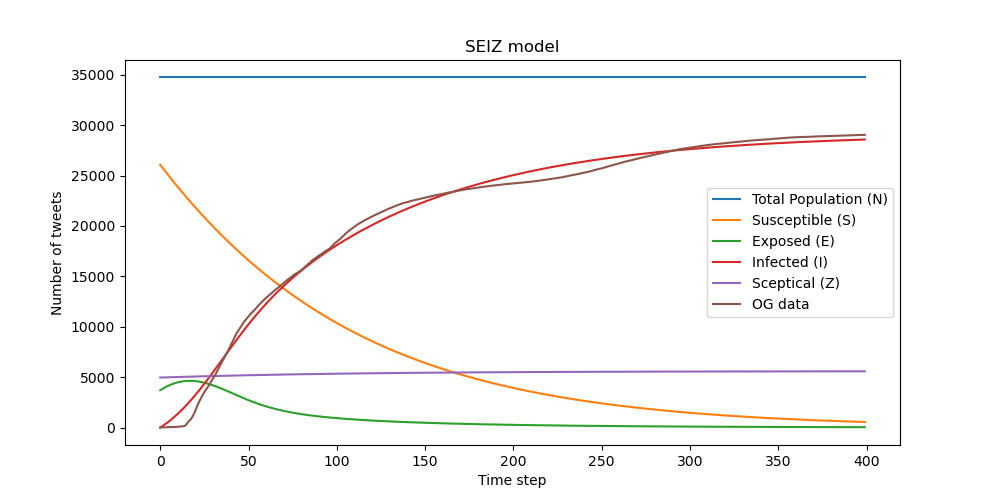 SEIZ model
Number of tweets
35000
30000
25000
20000
15000
10000
5000
0
Total Population (N)
Susceptible (S)
Exposed (E)
Infected (I)
Sceptical (Z)
OG data
0 50 100 150 200 250 300 350 400
Time step